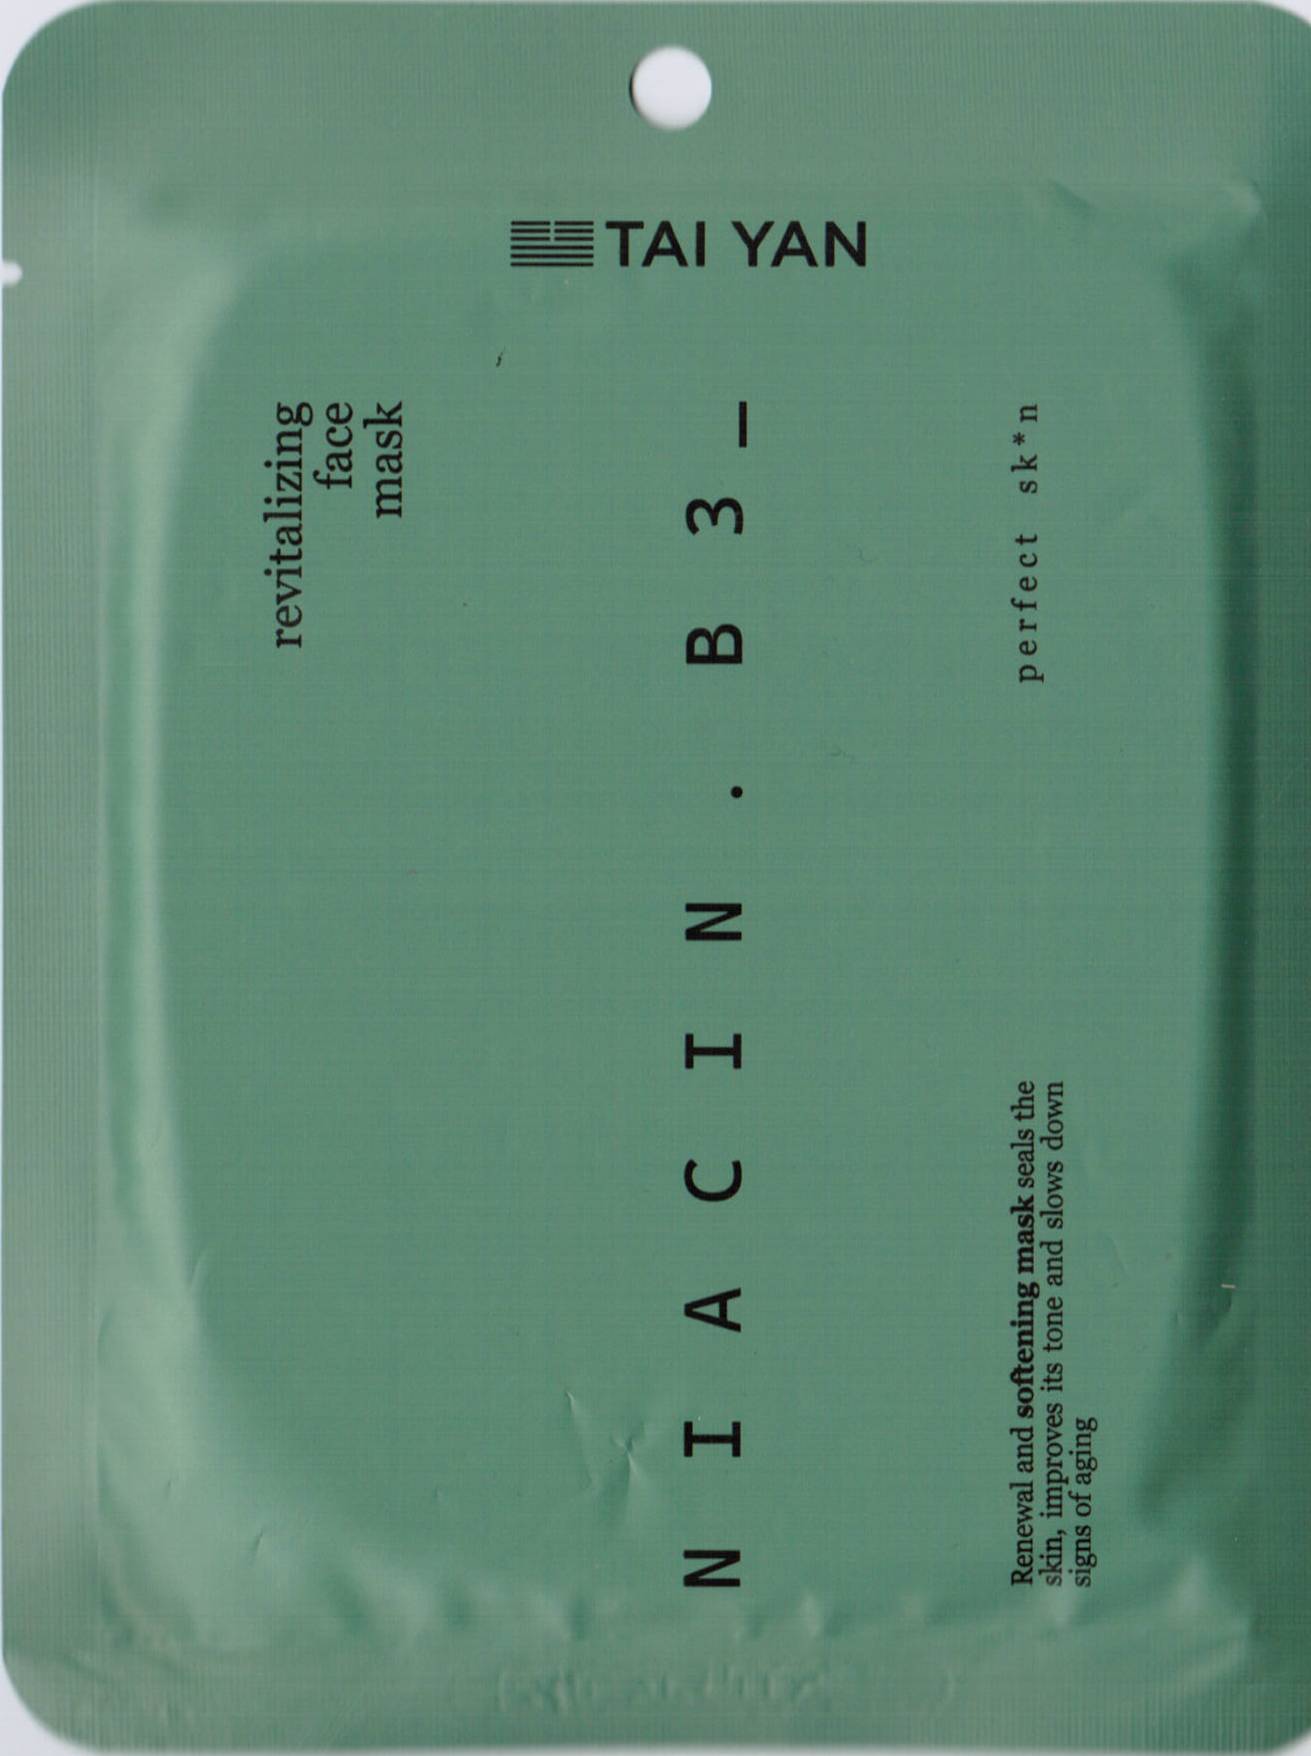 TAI YAN
revitalizing
face
mask
NIACIN.B3—
perfect sk*n
Renewal and softening mask seals the
skin, improves its tone and slows down
signs of aging